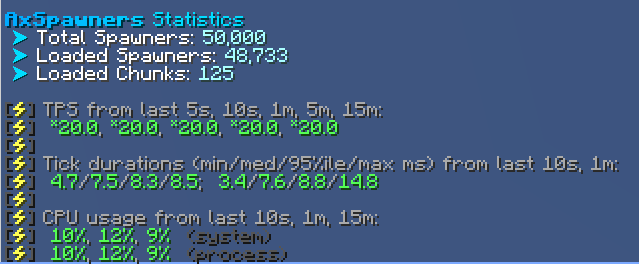 AxSpawners Statistics
➤ Total Spawners: 50,000
➤ Loaded Spawners: 48,733
➤ Loaded Chunks: 125
[⚡] TPS from last 5s, 10s, 1m, 5m, 15m:
[⚡] *20.0, *20.0, *20.0, *20.0, *20.0
[⚡]
[⚡] Tick durations (min/med/95%ile/max ms) from last 10s, 1m:
[⚡] 4.7/7.5/8.3/8.5; 3.4/7.6/8.8/14.8
[⚡]
[⚡] CPU usage from last 10s, 1m, 15m:
[⚡] 10%, 12%, 9% (system)
[⚡] 10%, 12%, 9% (process)